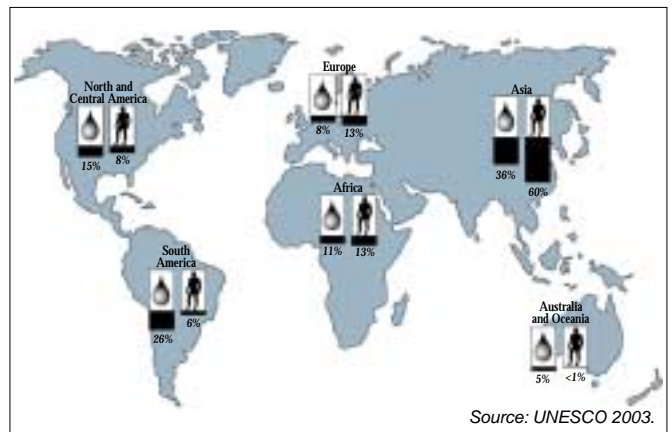 North and
Central America
15% 8%
Europe
8% 13%
Asia
36%
60%
Africa
11% 13%
South
America
26%
6%
Australia
and Oceania
5% <1%
Source: UNESCO 2003.